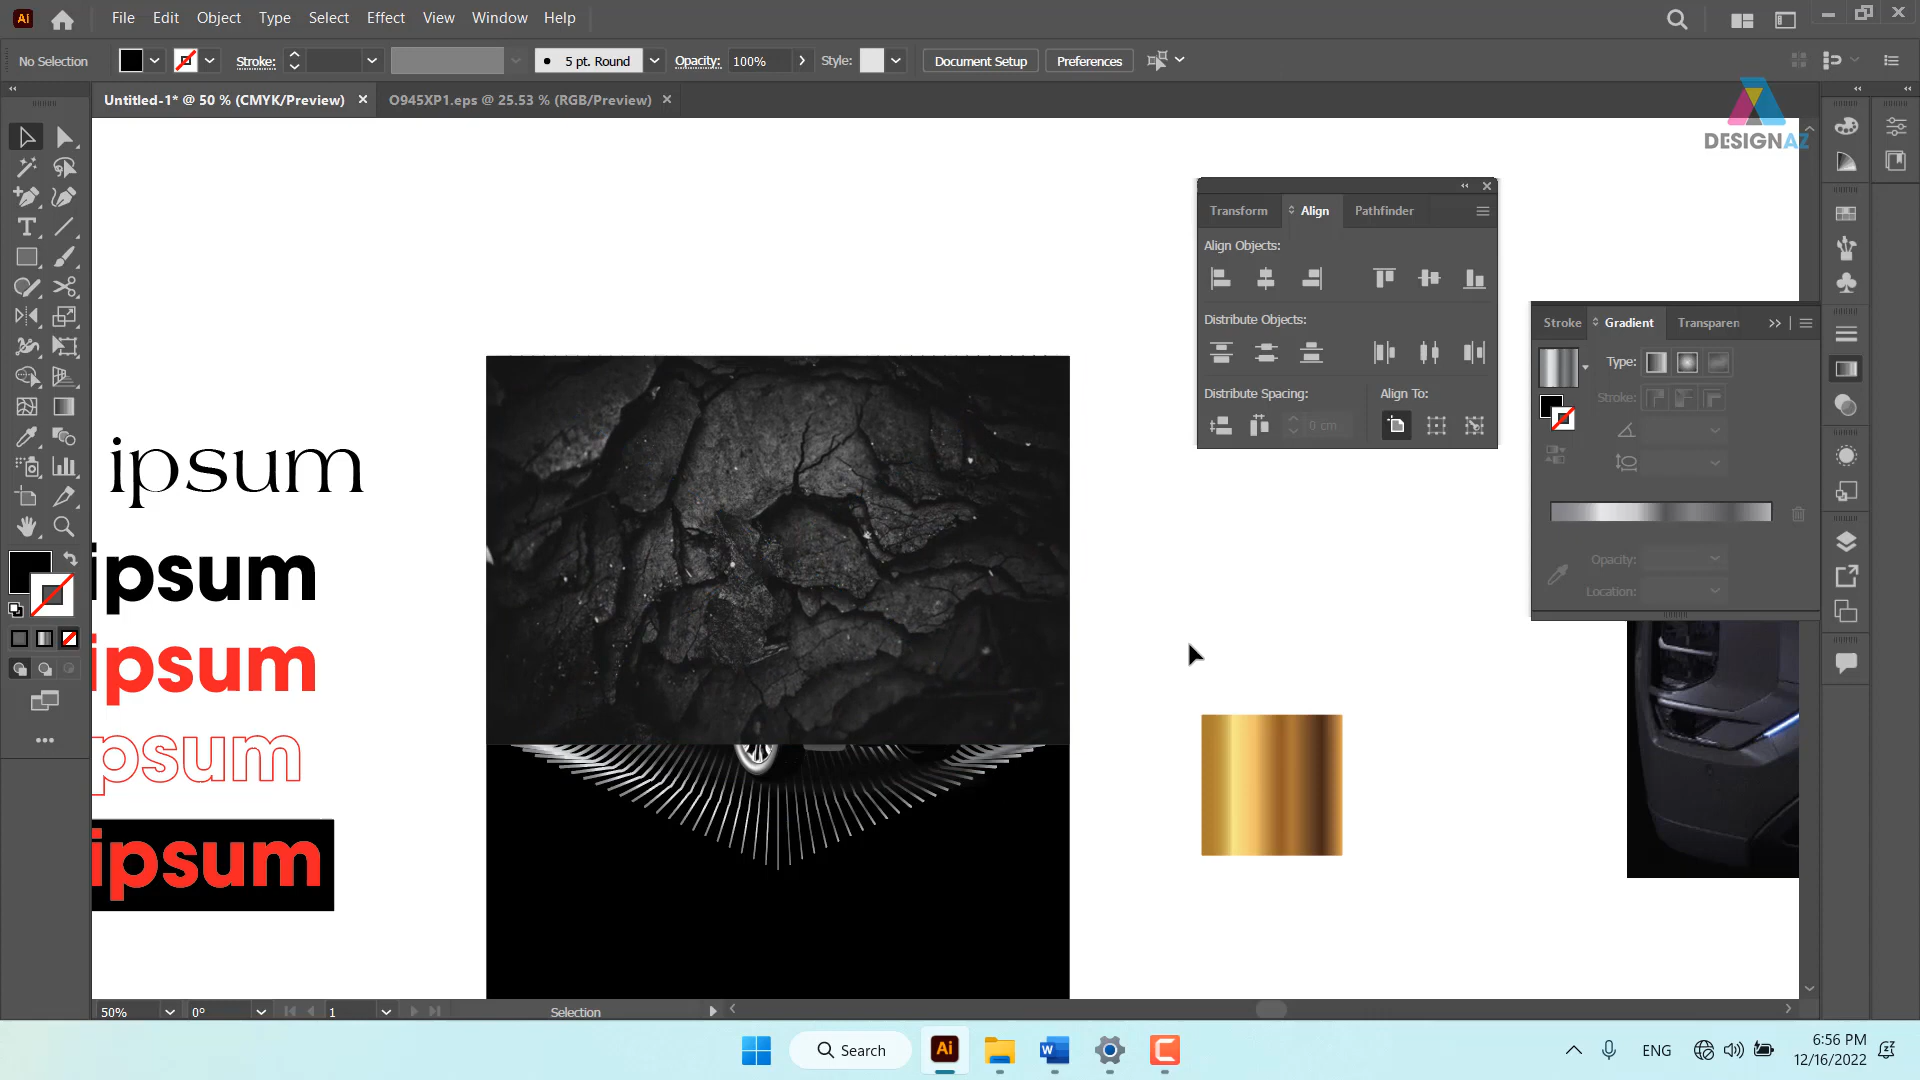 Ai File Edit Object Type Select Effect View Window Help
No Selection Stroke: 5 pt. Round Opacity: 100% Style: Document Setup Preferences
Untitled-1* @ 50 % (CMYK/Preview) × O945XP1.eps @ 25.53 % (RGB/Preview) ×
DESIGNAZ
Transform Align Pathfinder
Align Objects:
Distribute Objects:
Distribute Spacing: Align To:
0 cm
Stroke Gradient Transparen
Type:
Stroke:
Opacity:
Location:
ipsum
ipsum
ipsum
psum
ipsum
50% 0° 1 Selection
Search
Ai
W
C
ENG
6:56 PM
12/16/2022